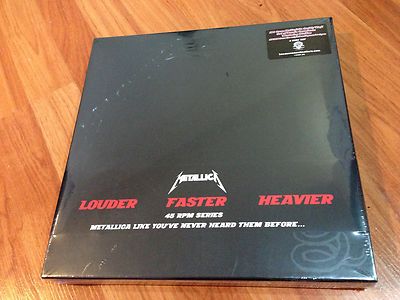 METALLICA
LOUDER FASTER HEAVIER
45 RPM SERIES
METALLICA LIKE YOU'VE NEVER HEARD THEM BEFORE...